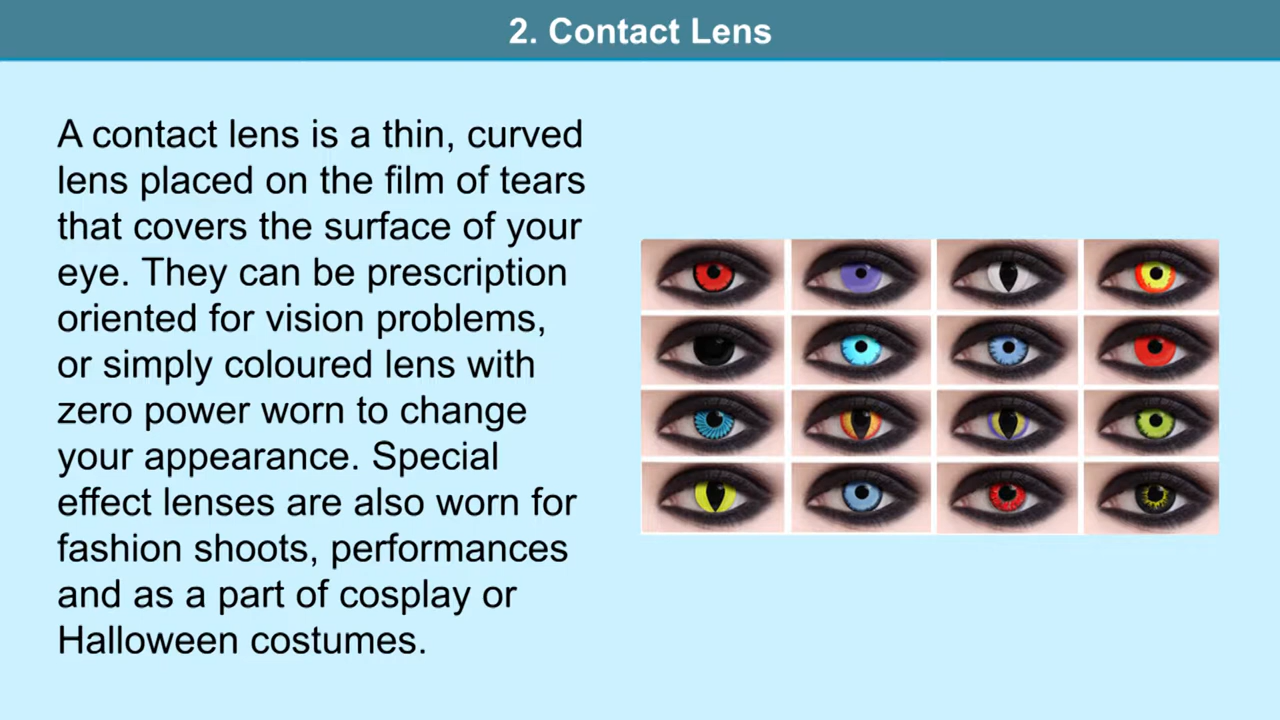 2. Contact Lens
A contact lens is a thin, curved
lens placed on the film of tears
that covers the surface of your
eye. They can be prescription
oriented for vision problems,
or simply coloured lens with
zero power worn to change
your appearance. Special
effect lenses are also worn for
fashion shoots, performances
and as a part of cosplay or
Halloween costumes.